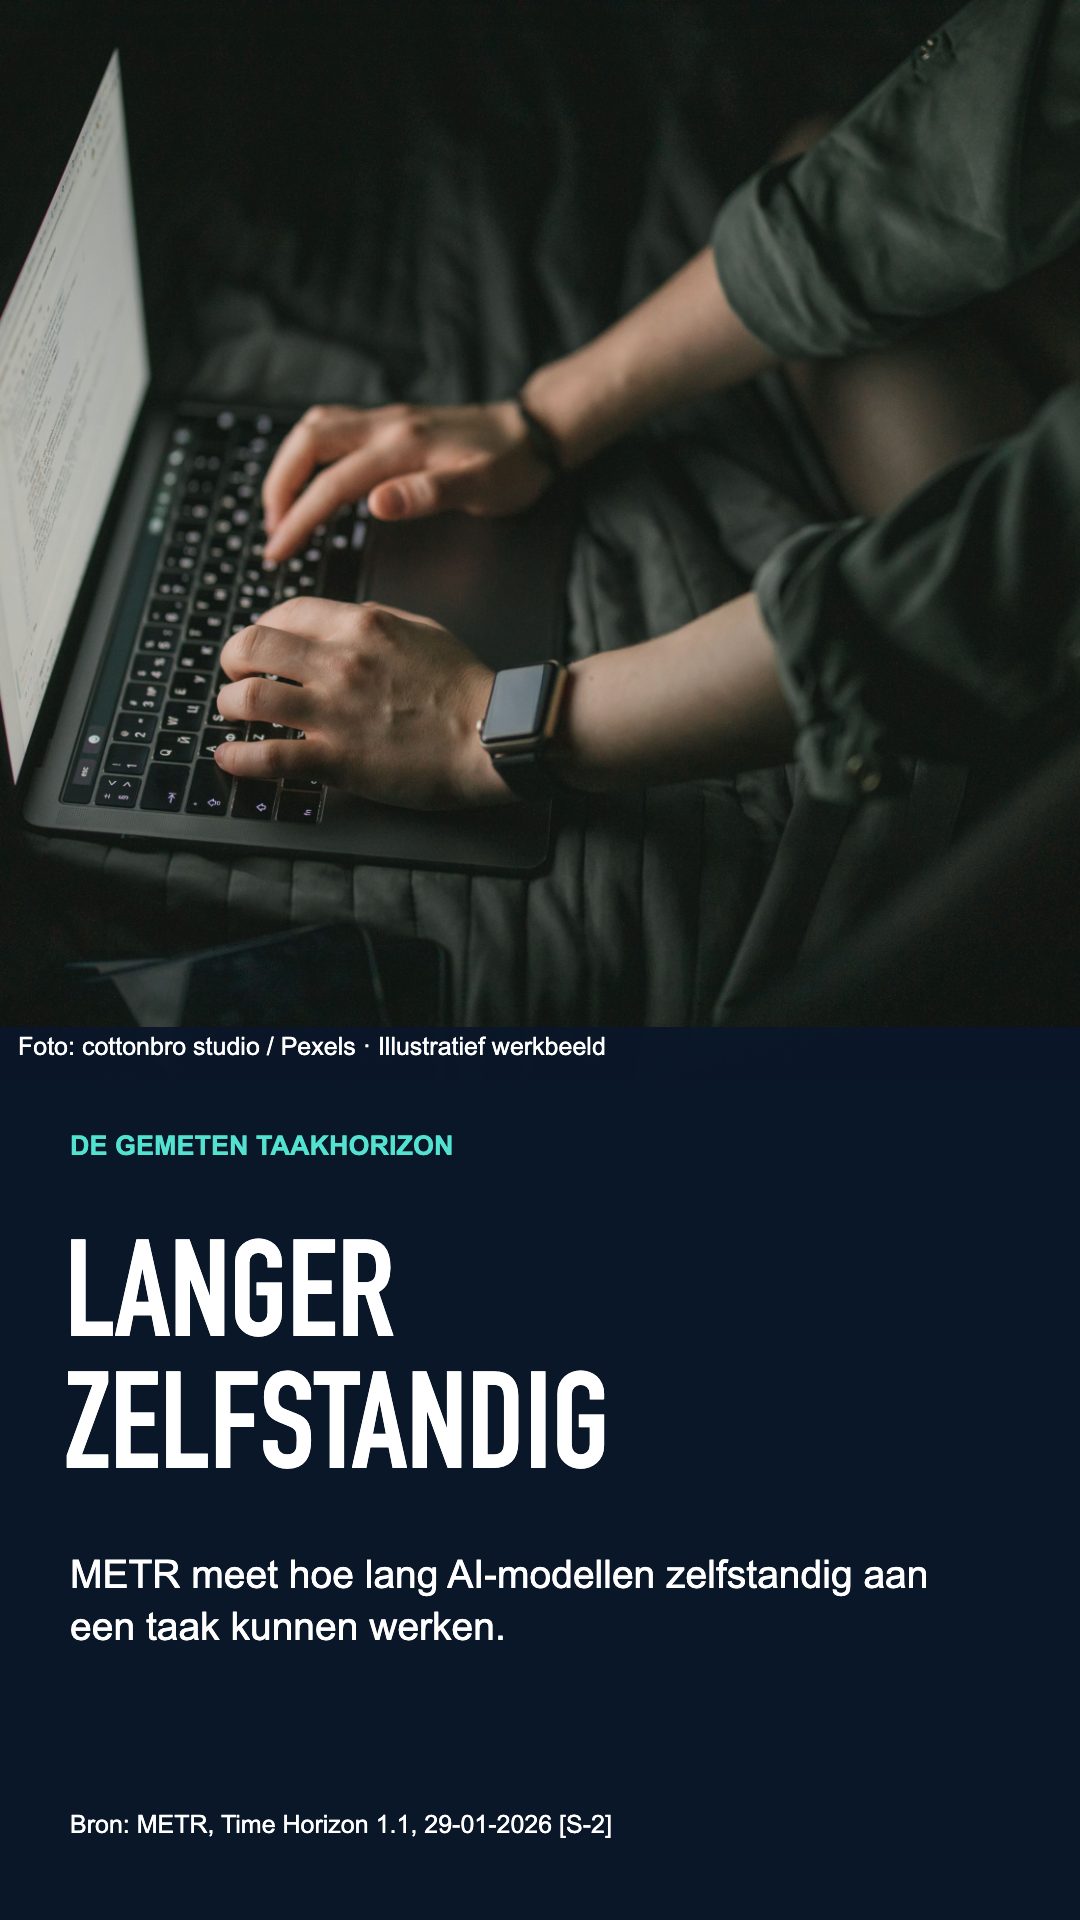 Foto: cottonbro studio / Pexels · Illustratief werkbeeld
DE GEMETEN TAAKHORIZON
LANGER
ZELFSTANDIG
METR meet hoe lang AI-modellen zelfstandig aan
een taak kunnen werken.
Bron: METR, Time Horizon 1.1, 29-01-2026 [S-2]